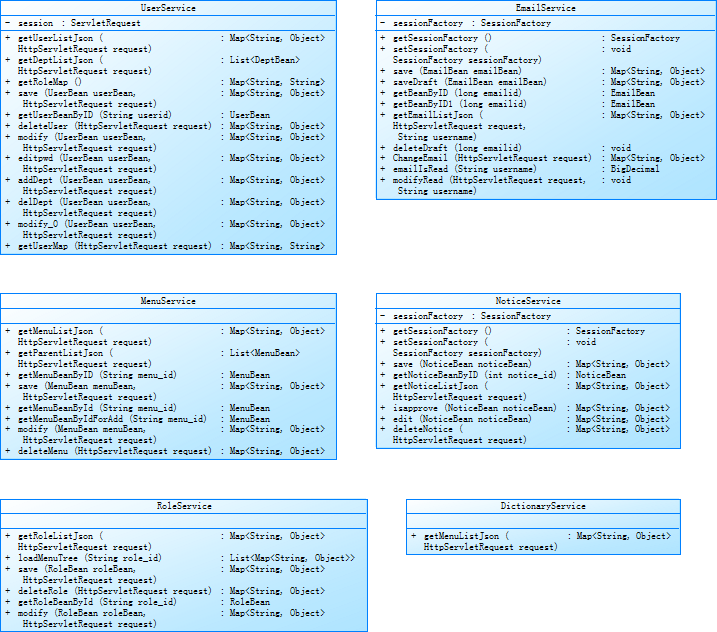 UserService
- session : ServletRequest
+ getUserListJson ( : Map<String, Object>
HttpServletRequest request)
+ getDeptListJson ( : List<DeptBean>
HttpServletRequest request)
+ getRoleMap () : Map<String, String>
+ save (UserBean userBean, : Map<String, Object>
HttpServletRequest request)
+ getUserBeanByID (String userid) : UserBean
+ deleteUser (HttpServletRequest request) : Map<String, Object>
+ modify (UserBean userBean, : Map<String, Object>
HttpServletRequest request)
+ editpwd (UserBean userBean, : Map<String, Object>
HttpServletRequest request)
+ addDept (UserBean userBean, : Map<String, Object>
HttpServletRequest request)
+ delDept (UserBean userBean, : Map<String, Object>
HttpServletRequest request)
+ modify_0 (UserBean userBean, : Map<String, Object>
HttpServletRequest request)
+ getUserMap (HttpServletRequest request) : Map<String, String>
EmailService
- sessionFactory : SessionFactory
+ getSessionFactory () : SessionFactory
+ setSessionFactory ( : void
SessionFactory sessionFactory)
+ save (EmailBean emailBean) : Map<String, Object>
+ saveDraft (EmailBean emailBean) : Map<String, Object>
+ getBeanByID (long emailid) : EmailBean
+ getBeanByID1 (long emailid) : EmailBean
+ getEmailListJson ( : Map<String, Object>
HttpServletRequest request,
String username)
+ deleteDraft (long emailid) : void
+ ChangeEmail (HttpServletRequest request) : Map<String, Object>
+ emailIsRead (String username) : BigDecimal
+ modifyRead (HttpServletRequest request, : void
String username)
MenuService
+ getMenuListJson ( : Map<String, Object>
HttpServletRequest request)
+ getParentListJson ( : List<MenuBean>
HttpServletRequest request)
+ getMenuBeanByID (String menu_id) : MenuBean
+ save (MenuBean menuBean, : Map<String, Object>
HttpServletRequest request)
+ getMenuBeanById (String menu_id) : MenuBean
+ getMenuBeanByIdForAdd (String menu_id) : MenuBean
+ modify (MenuBean menuBean, : Map<String, Object>
HttpServletRequest request)
+ deleteMenu (HttpServletRequest request) : Map<String, Object>
NoticeService
- sessionFactory : SessionFactory
+ getSessionFactory () : SessionFactory
+ setSessionFactory ( : void
SessionFactory sessionFactory)
+ save (NoticeBean noticeBean) : Map<String, Object>
+ getNoticeBeanByID (int notice_id) : NoticeBean
+ getNoticeListJson ( : Map<String, Object>
HttpServletRequest request)
+ isapprove (NoticeBean noticeBean) : Map<String, Object>
+ edit (NoticeBean noticeBean) : Map<String, Object>
+ deleteNotice ( : Map<String, Object>
HttpServletRequest request)
RoleService
+ getRoleListJson ( : Map<String, Object>
HttpServletRequest request)
+ loadMenuTree (String role_id) : List<Map<String, Object>>
+ save (RoleBean roleBean, : Map<String, Object>
HttpServletRequest request)
+ deleteRole (HttpServletRequest request) : Map<String, Object>
+ getRoleBeanById (String role_id) : RoleBean
+ modify (RoleBean roleBean, : Map<String, Object>
HttpServletRequest request)
DictionaryService
+ getMenuListJson ( : Map<String, Object>
HttpServletRequest request)